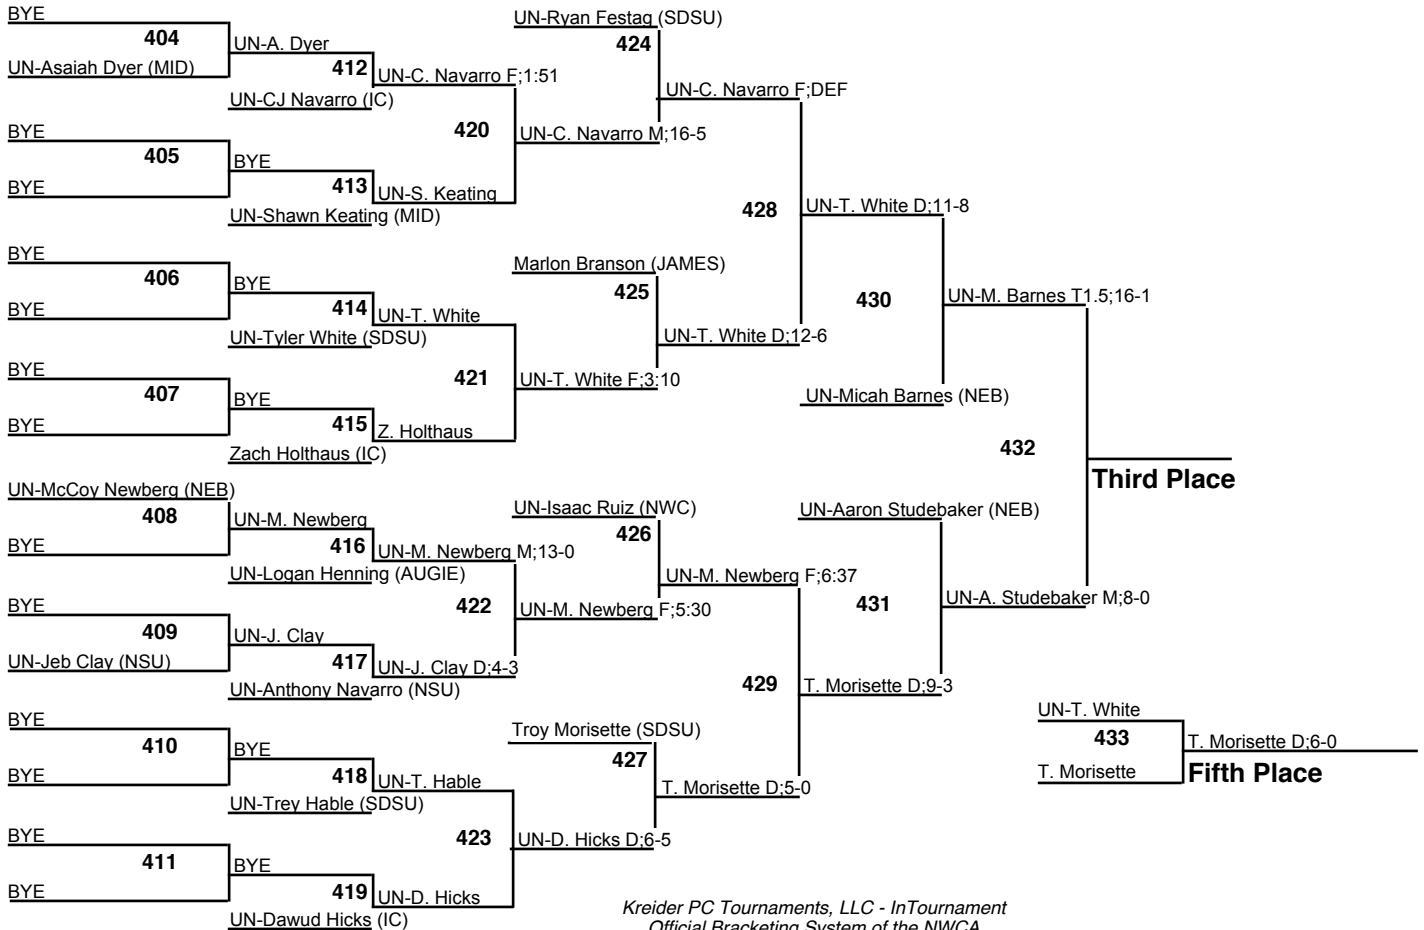 BYE
404
UN-Asaiah Dyer (MID)
UN-A. Dyer
412
UN-CJ Navarro (IC)
UN-C. Navarro F;1:51
BYE
405
BYE
BYE
413
UN-Shawn Keating (MID)
UN-S. Keating
420
UN-C. Navarro M;16-5
UN-Ryan Festag (SDSU)
424
UN-C. Navarro F;DEF
BYE
406
BYE
BYE
414
UN-Tyler White (SDSU)
UN-T. White
BYE
407
BYE
BYE
415
Zach Holthaus (IC)
Z. Holthaus
421
UN-T. White F;3:10
Marlon Branson (JAMES)
425
UN-T. White D;12-6
428
UN-T. White D;11-8
430
UN-Micah Barnes (NEB)
UN-M. Barnes T1.5;16-1
UN-McCoy Newberg (NEB)
408
BYE
UN-M. Newberg
416
UN-Logan Henning (AUGIE)
UN-M. Newberg M;13-0
BYE
409
UN-Jeb Clay (NSU)
UN-J. Clay
417
UN-Anthony Navarro (NSU)
UN-J. Clay D;4-3
422
UN-M. Newberg F;5:30
UN-Isaac Ruiz (NWC)
426
UN-M. Newberg F;6:37
BYE
410
BYE
BYE
418
UN-Trey Hable (SDSU)
UN-T. Hable
BYE
411
BYE
BYE
419
UN-Dawud Hicks (IC)
UN-D. Hicks
423
UN-D. Hicks D;6-5
Troy Morisette (SDSU)
427
T. Morisette D;5-0
429
T. Morisette D;9-3
UN-Aaron Studebaker (NEB)
431
UN-A. Studebaker M;8-0
432
Third Place
UN-T. White
433
T. Morisette
T. Morisette D;6-0
Fifth Place
Kreider PC Tournaments, LLC - InTournament
Official Bracketing System of the NWCA